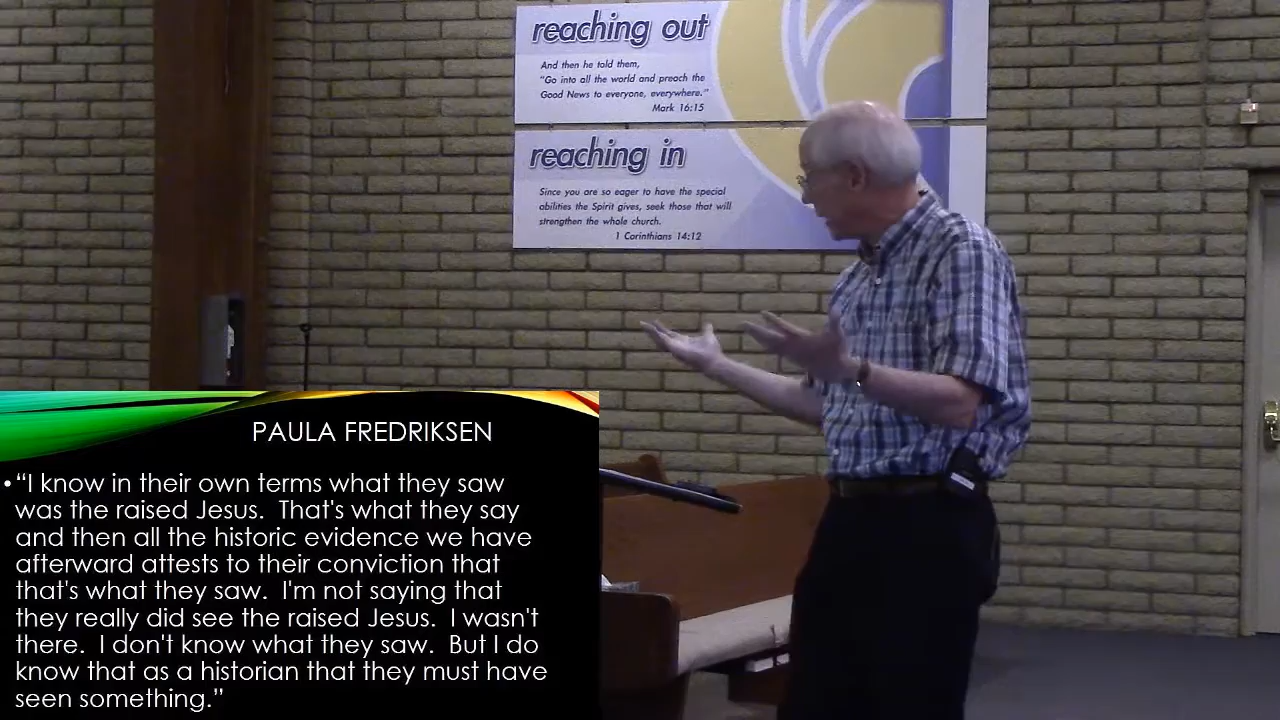 reaching out
And then he told them,
"Go into all the world and preach the
Good News to everyone, everywhere."
Mark 16:15
reaching in
Since you are so eager to have the special
abilities the Spirit gives, seek those that will
strengthen the whole church.
1 Corinthians 14:12
PAULA FREDRIKSEN
• “I know in their own terms what they saw
was the raised Jesus. That's what they say
and then all the historic evidence we have
afterward attests to their conviction that
that's what they saw. I'm not saying that
they really did see the raised Jesus. I wasn't
there. I don't know what they saw. But I do
know that as a historian that they must have
seen something.”